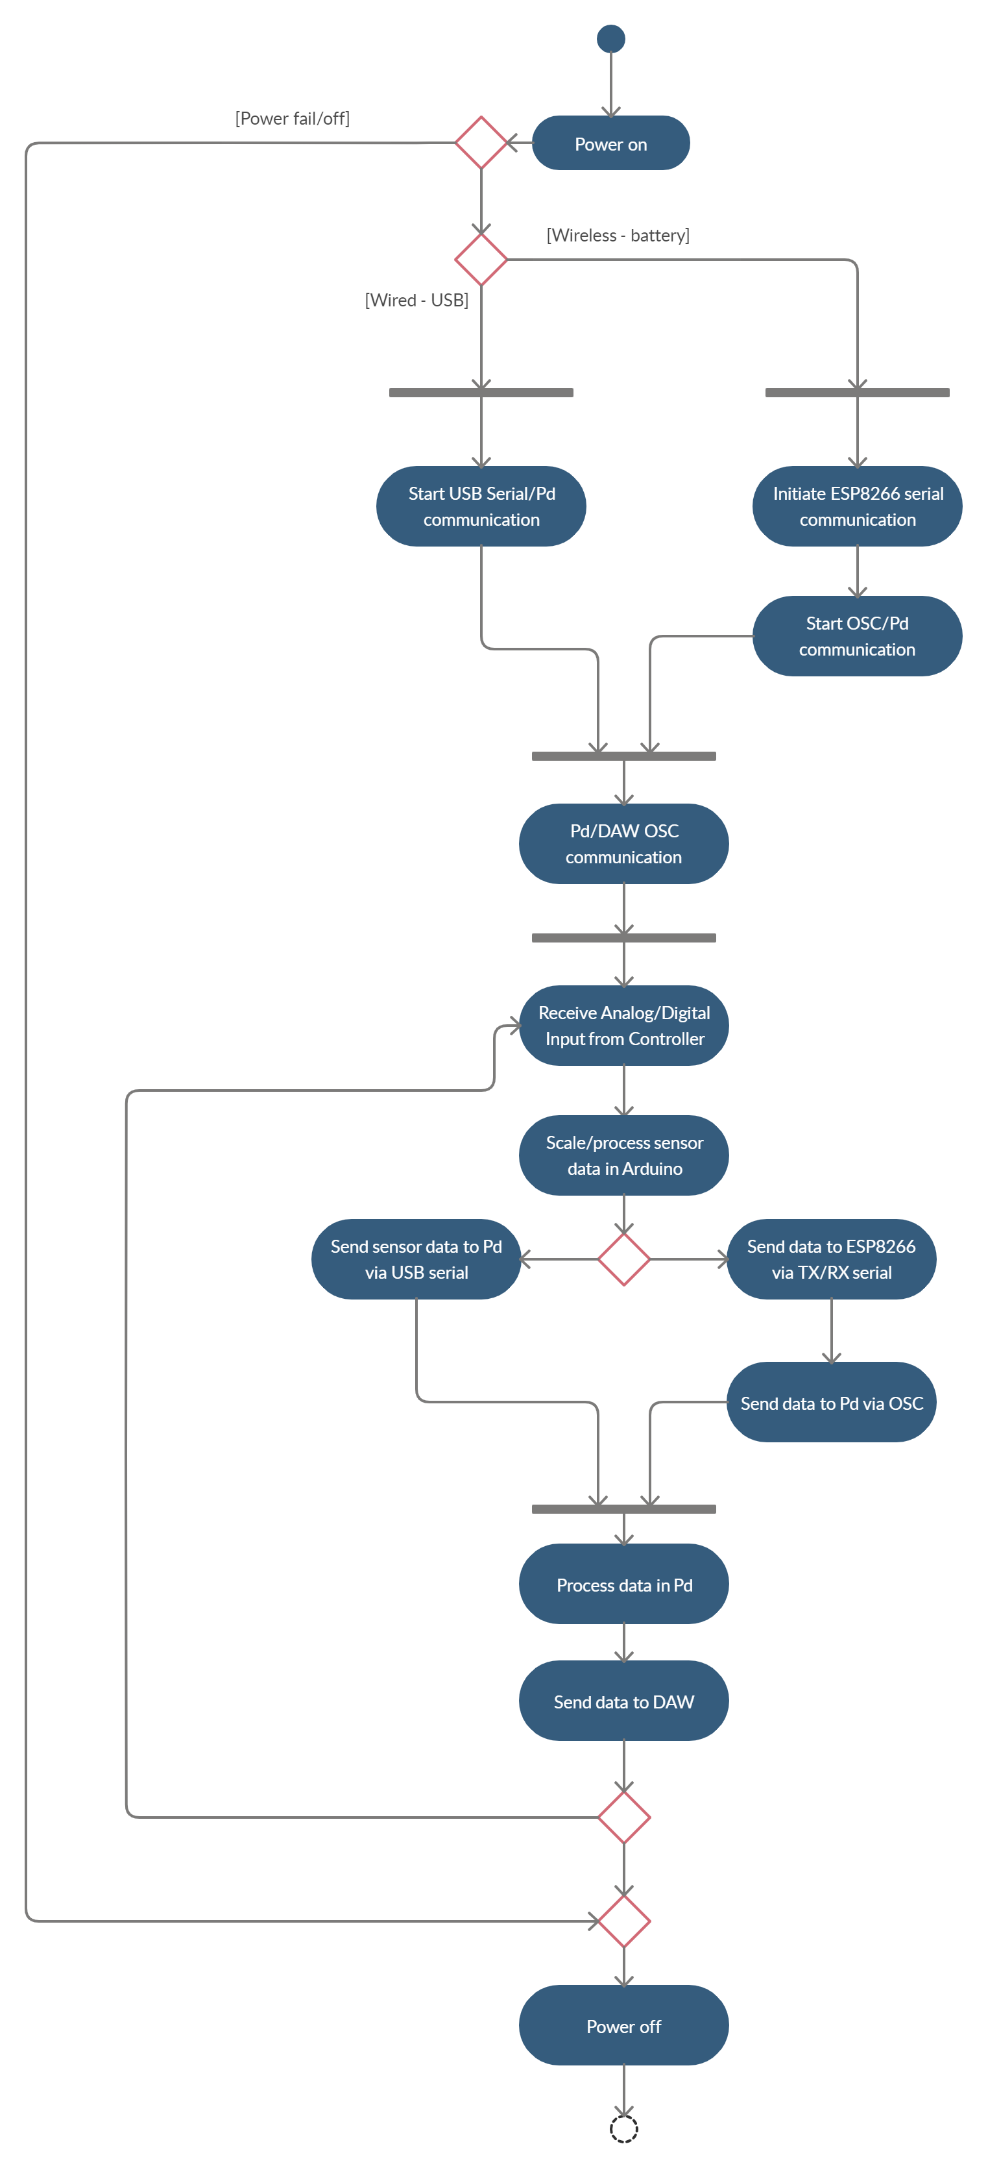 [Power fail/off]
Power on
[Wireless - battery]
[Wired - USB]
Start USB Serial/Pd
communication
Initiate ESP8266 serial
communication
Start OSC/Pd
communication
Pd/DAW OSC
communication
Receive Analog/Digital
Input from Controller
Scale/process sensor
data in Arduino
Send sensor data to Pd
via USB serial
Send data to ESP8266
via TX/RX serial
Send data to Pd via OSC
Process data in Pd
Send data to DAW
Power off